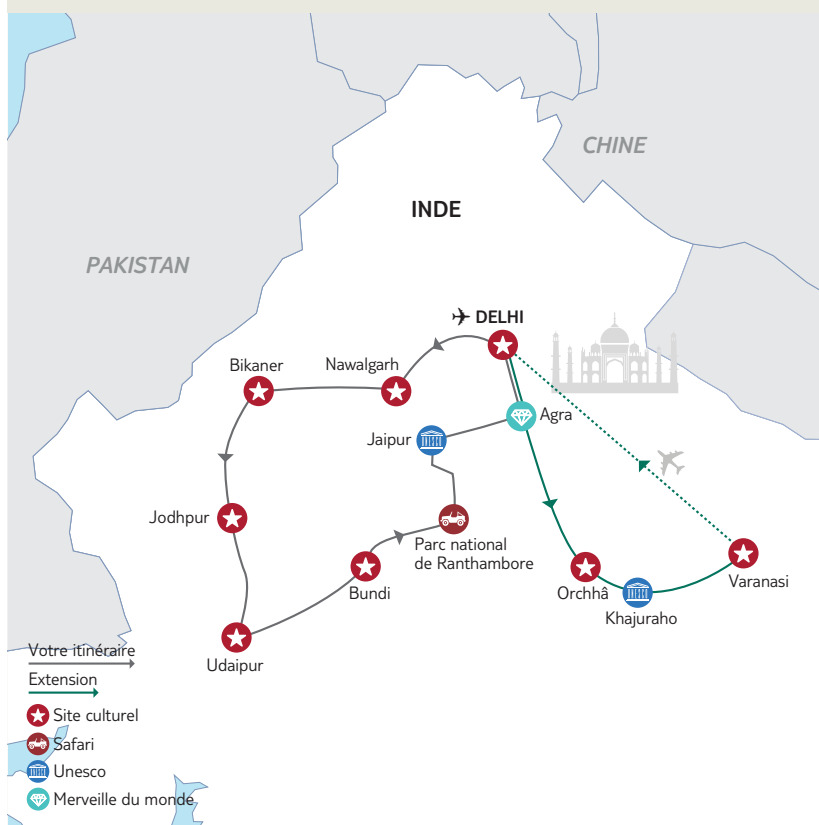 CHINE
INDE
PAKISTAN
DELHI
Bikaner
Nawalgarh
Agra
Jaipur
Jodhpur
Parc national
de Ranthambore
Bundi
Orchhâ
Varanasi
Khajuraho
Udaipur
Votre itinéraire
Extension
Site culturel
Safari
Unesco
Merveille du monde